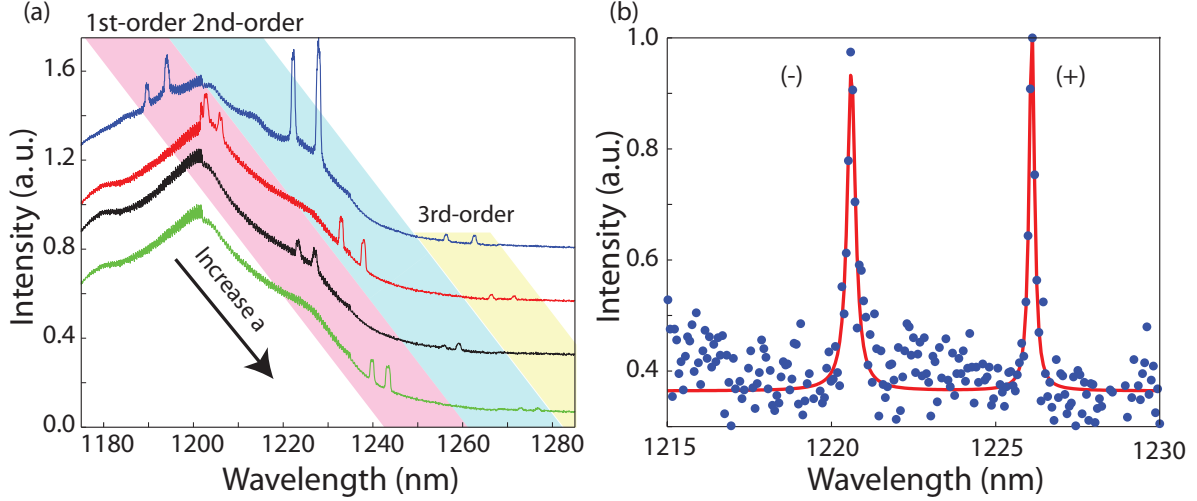 (a)
1st-order 2nd-order
1.6
1.2
0.8
0.4
0.0
3rd-order
Increase a
Intensity (a. u.)
1180 1200 1220 1240 1260 1280
Wavelength (nm)
(b)
1.0
0.8
0.6
0.4
(-)
(+)
Intensity (a.u.)
1215 1220 1225 1230
Wavelength (nm)